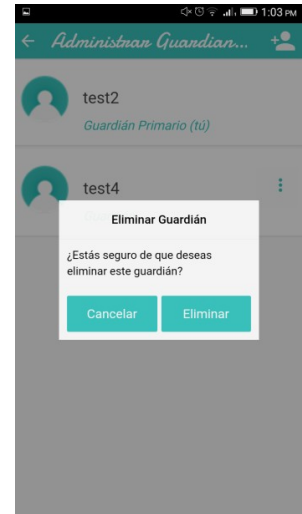 1:03 PM
Administrar Guardian...
test2
Guardián Primario (tú)
test4
Eliminar Guardián
¿Estás seguro de que deseas
eliminar este guardián?
Cancelar
Eliminar